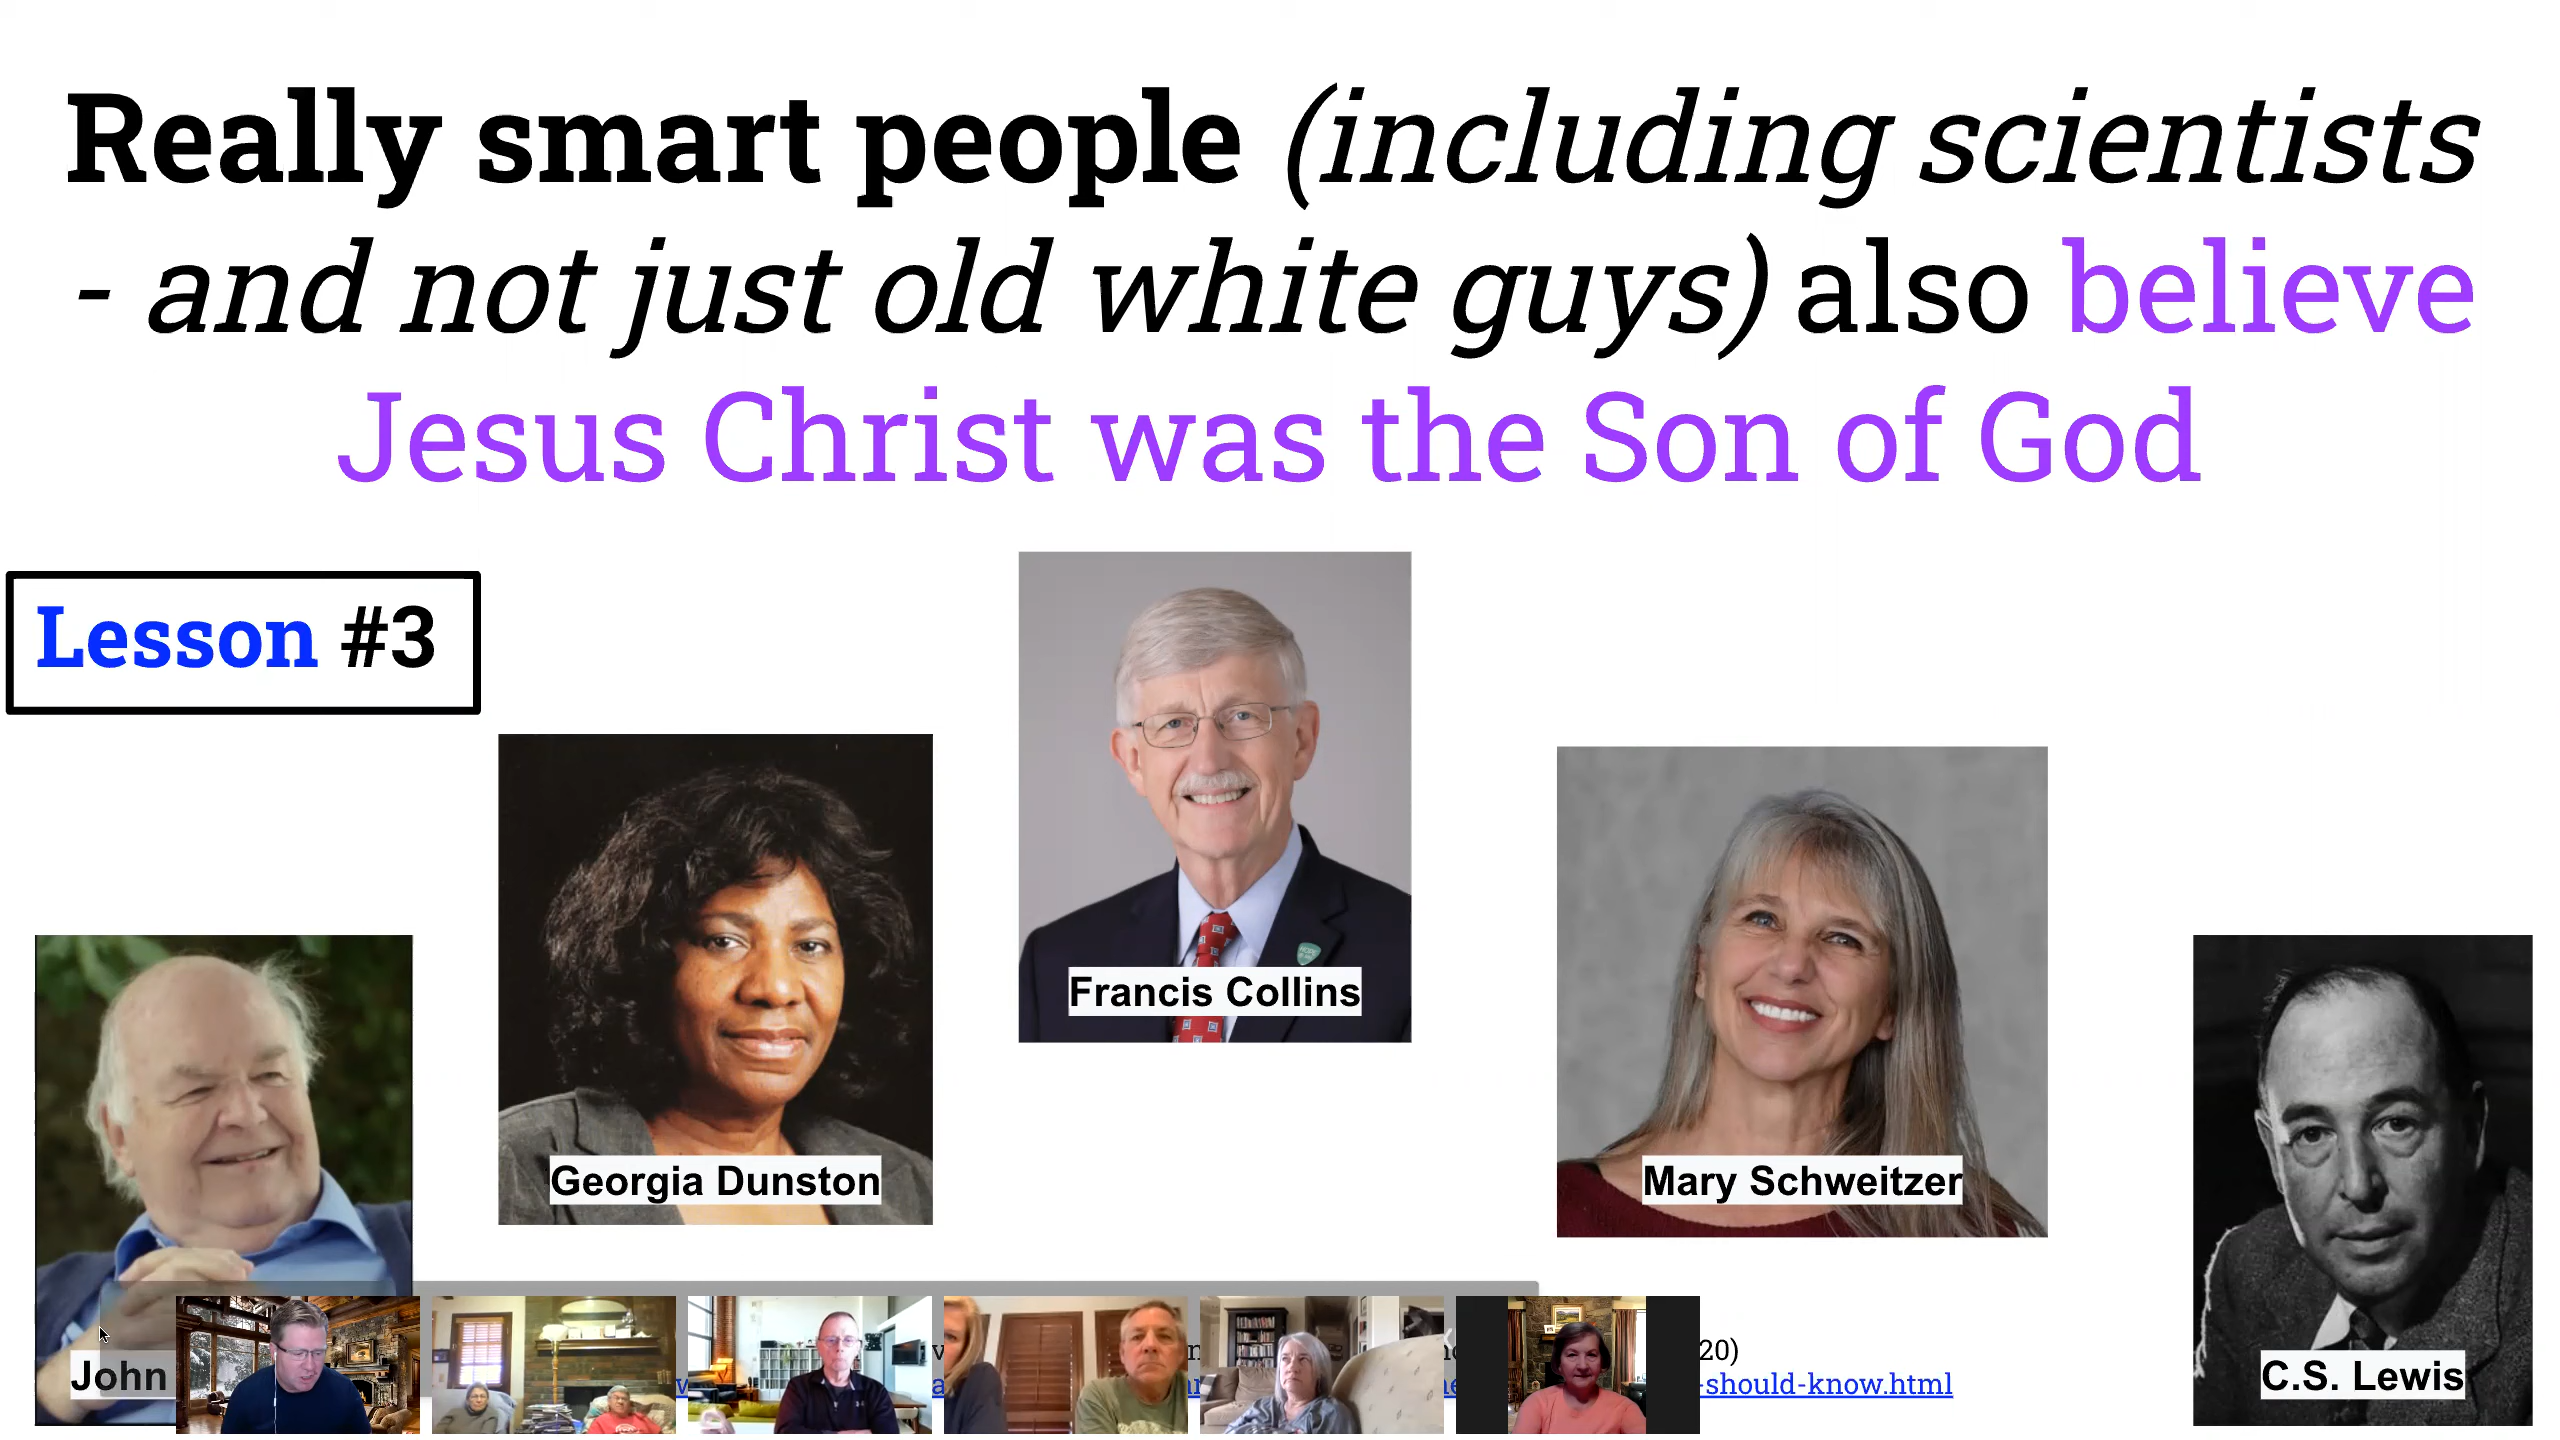 Really smart people (including scientists
- and not just old white guys) also believe
Jesus Christ was the Son of God
Lesson #3
Francis Collins
Georgia Dunston
Mary Schweitzer
John
C.S. Lewis
20)
-should-know.html